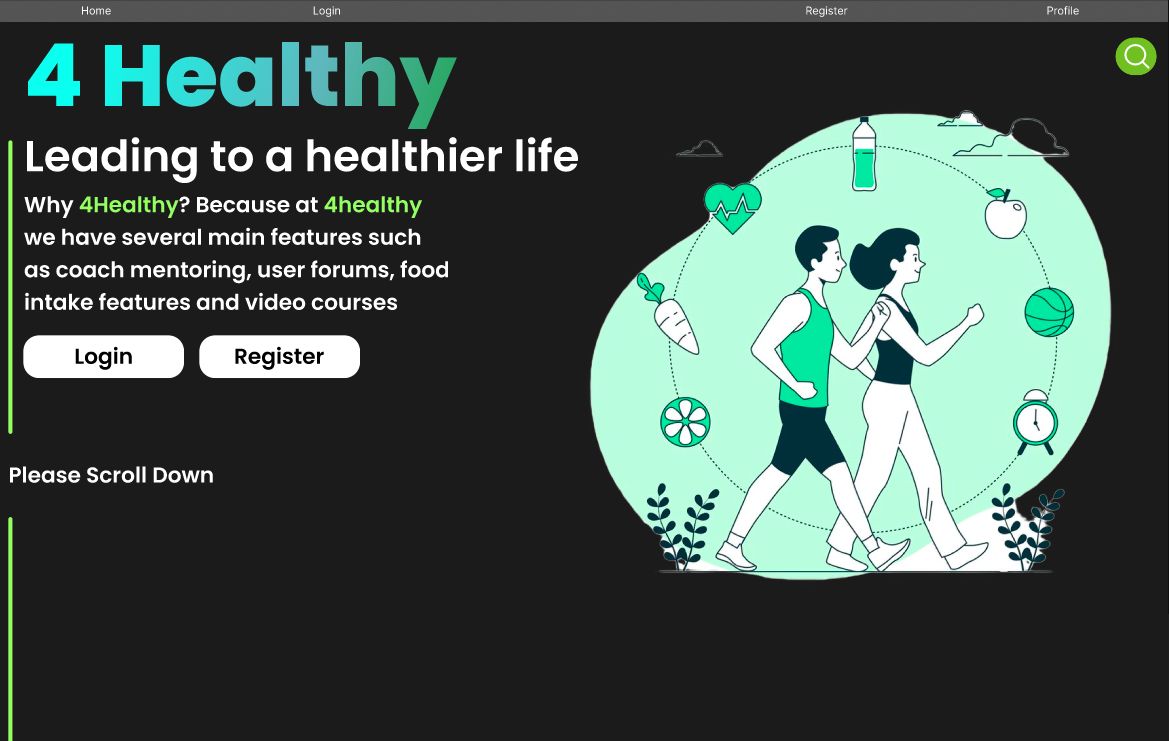 Home Login Register Profile
4 Healthy
Leading to a healthier life
Why 4Healthy? Because at 4healthy
we have several main features such
as coach mentoring, user forums, food
intake features and video courses
Login Register
Please Scroll Down